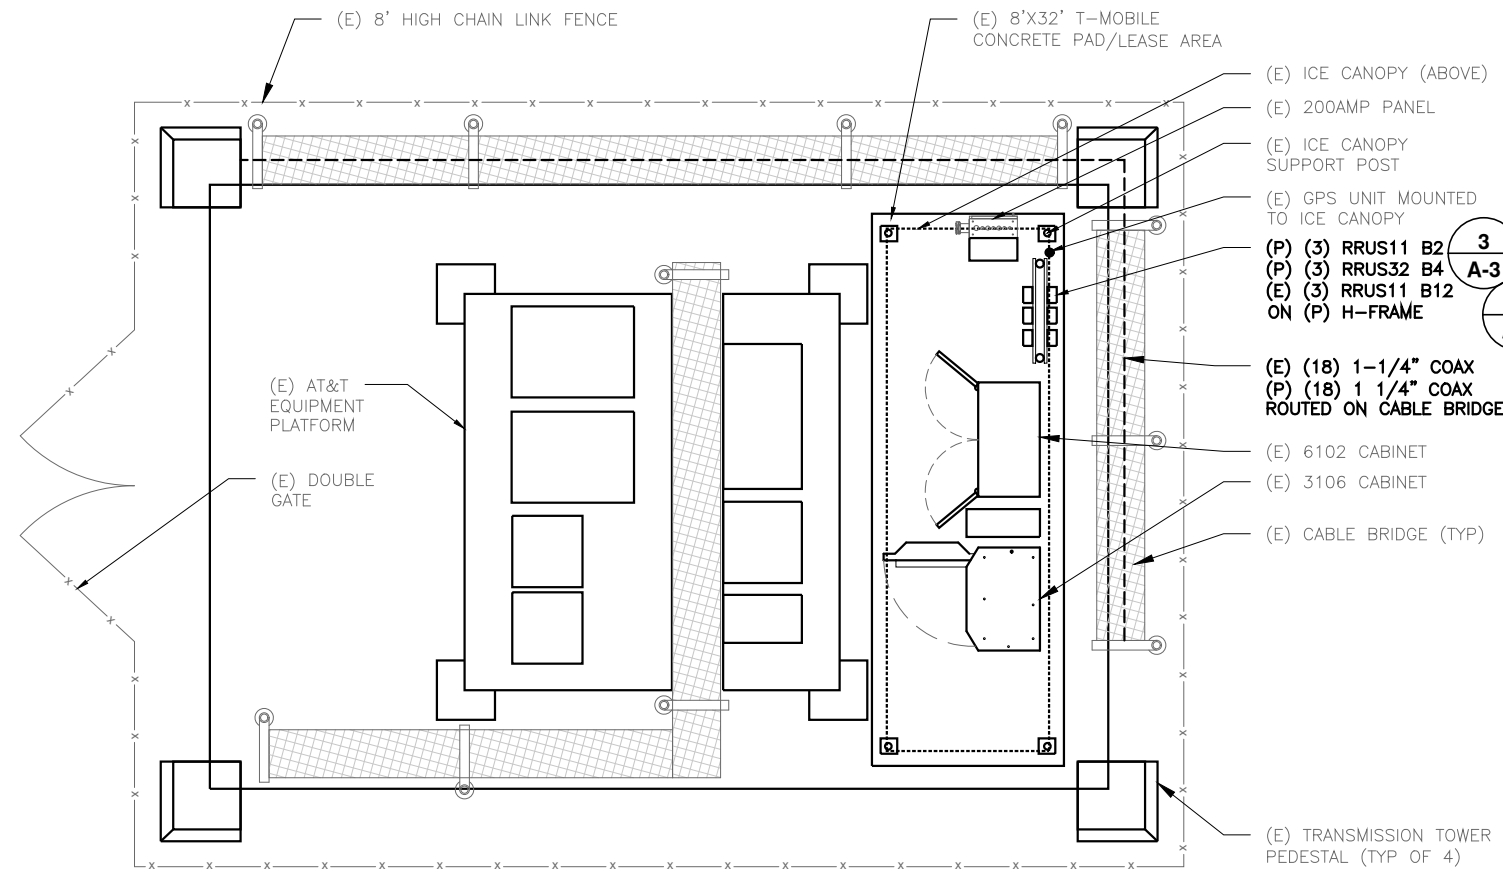 (E) 8' HIGH CHAIN LINK FENCE
(E) 8'X32' T-MOBILE
CONCRETE PAD/LEASE AREA
(E) ICE CANOPY (ABOVE)
(E) 200AMP PANEL
(E) ICE CANOPY
SUPPORT POST
(E) GPS UNIT MOUNTED
TO ICE CANOPY
(P) (3) RRUS11 B2
(P) (3) RRUS32 B4
(E) (3) RRUS11 B12
ON (P) H-FRAME
3
A-3
(E) (18) 1-1/4" COAX
(P) (18) 1 1/4" COAX
ROUTED ON CABLE BRIDGE
(E) AT&T
EQUIPMENT
PLATFORM
(E) DOUBLE
GATE
(E) 6102 CABINET
(E) 3106 CABINET
(E) CABLE BRIDGE (TYP)
(E) TRANSMISSION TOWER
PEDESTAL (TYP OF 4)